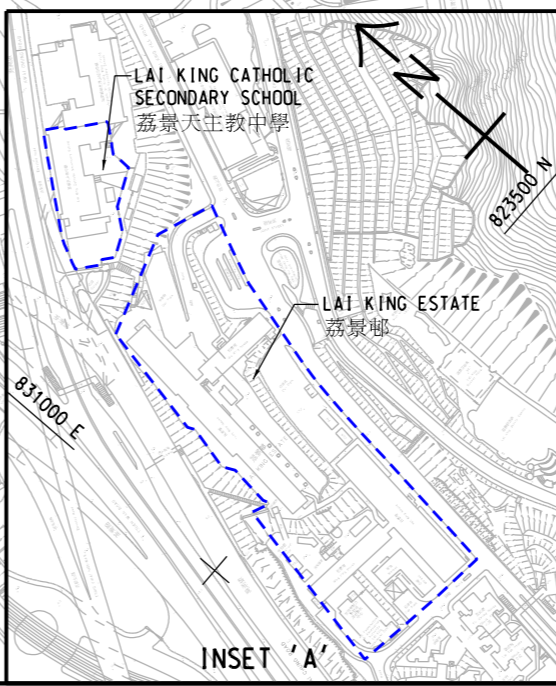 LAI KING CATHOLIC
SECONDARY SCHOOL
荔景天主教中學
N
823500 N
LAI KING ESTATE
荔景邨
831000 E
INSET 'A'